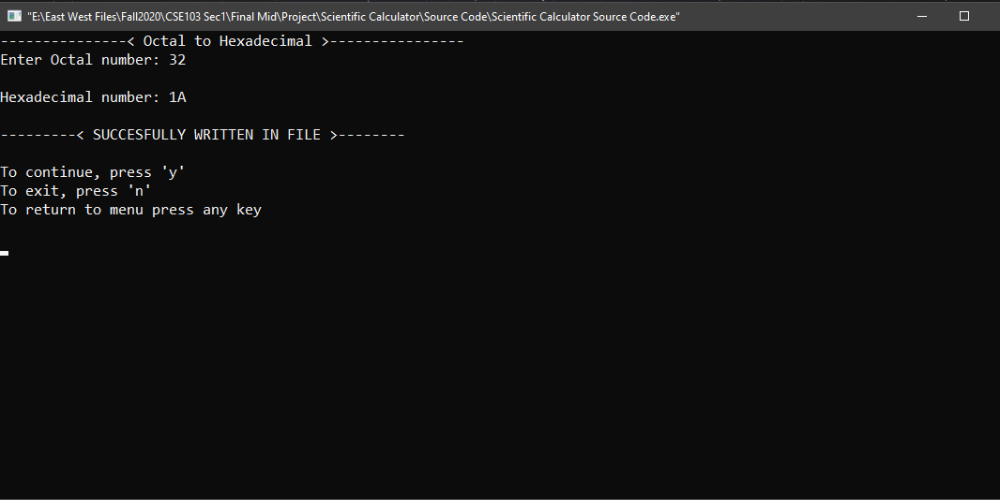 "E:\East West Files\Fall2020\CSE103 Sec1\Final Mid\Project\Scientific Calculator\Source Code\Scientific Calculator Source Code.exe"
---------------< Octal to Hexadecimal >----------------
Enter Octal number: 32
Hexadecimal number: 1A
---------< SUCCESFULLY WRITTEN IN FILE >--------
To continue, press 'y'
To exit, press 'n'
To return to menu press any key